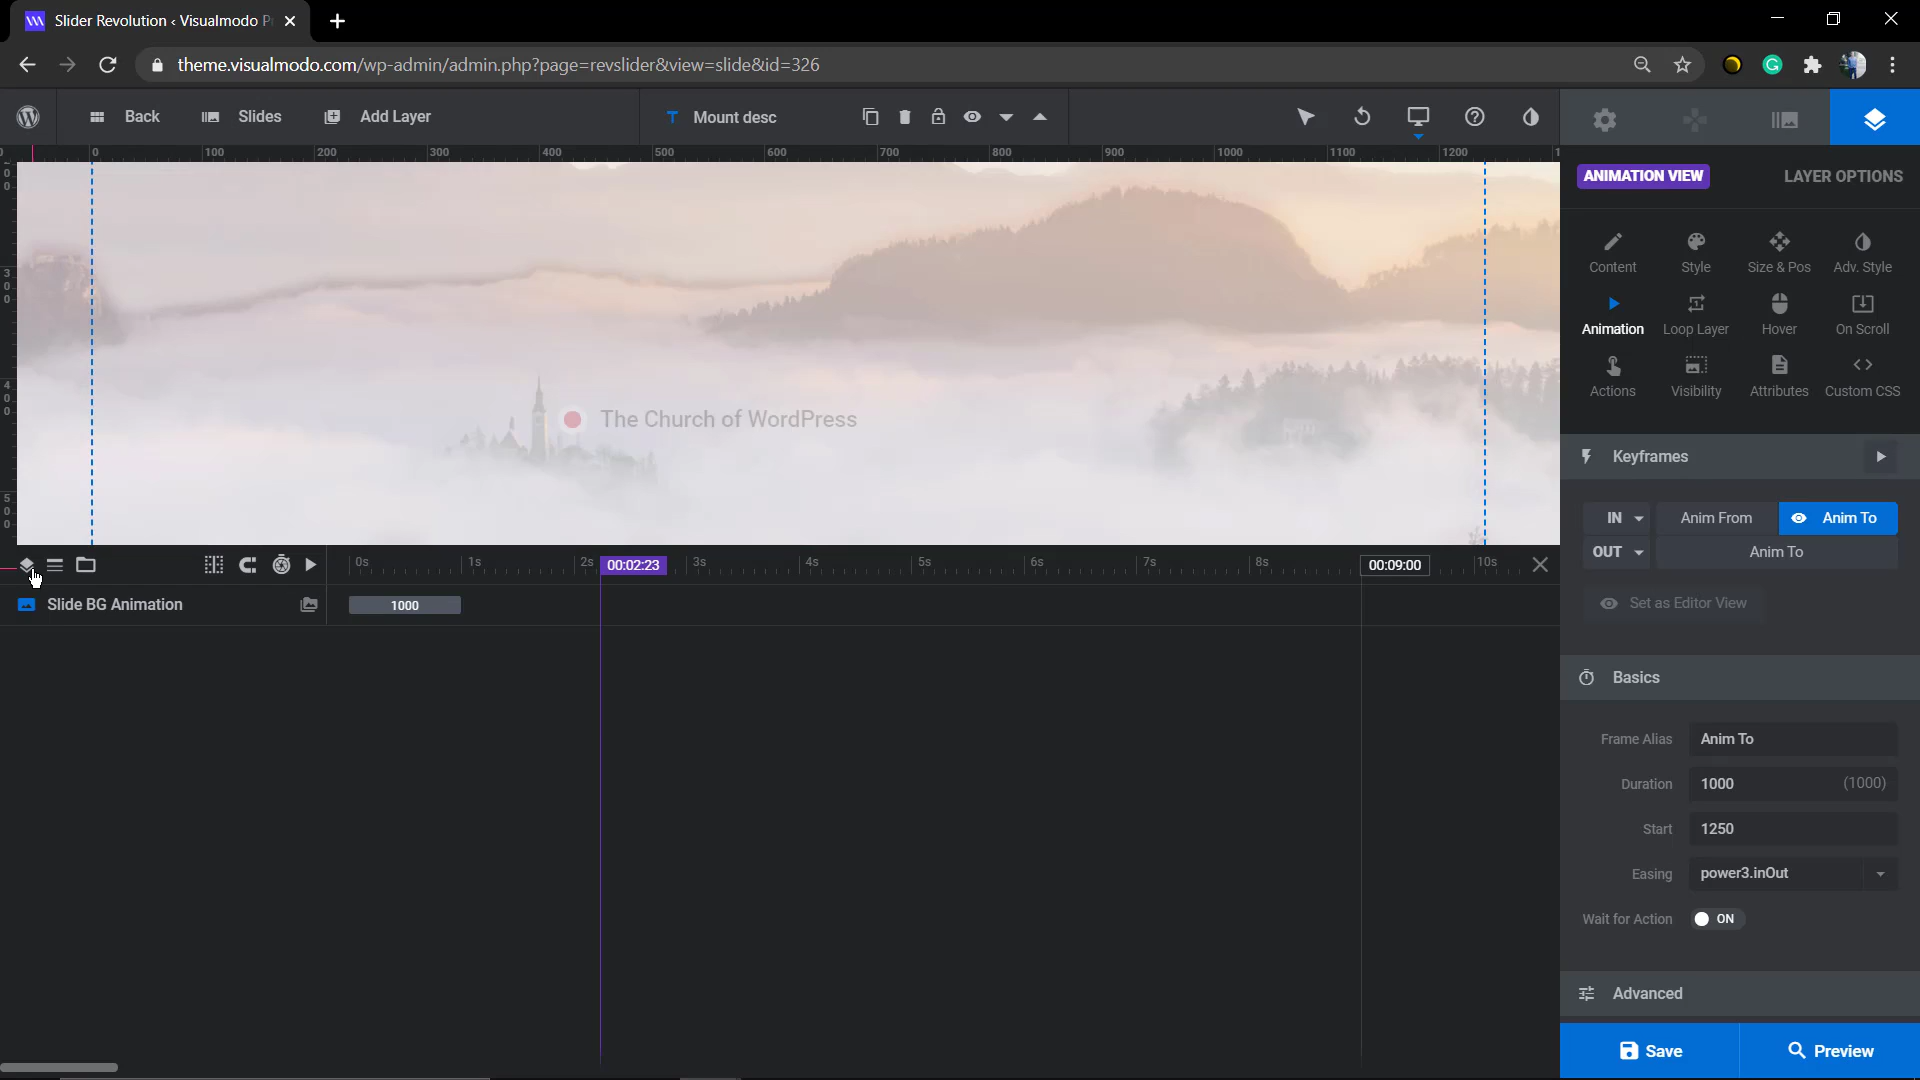 Slider Revolution ‹ Visualmodo P
theme.visualmodo.com/wp-admin/admin.php?page=revslider&view=slide&id=326
Back
Slides
Add Layer
Mount desc
0 100 200 300 400 500 600 700 800 900 1000 1100 1200
ANIMATION VIEW
LAYER OPTIONS
Content
Style
Size & Pos
Adv. Style
Animation
Loop Layer
Hover
On Scroll
Actions
Visibility
Attributes
Custom CSS
300
400
500
The Church of WordPress
Keyframes
IN
Anim From
Anim To
OUT
Anim To
Set as Editor View
0s 1s 2s 00:02:23 3s 4s 5s 6s 7s 8s 00:09:00 10s
Slide BG Animation
1000
Basics
Frame Alias
Anim To
Duration
1000
(1000)
Start
1250
Easing
power3.inOut
Wait for Action
ON
Advanced
Save
Preview